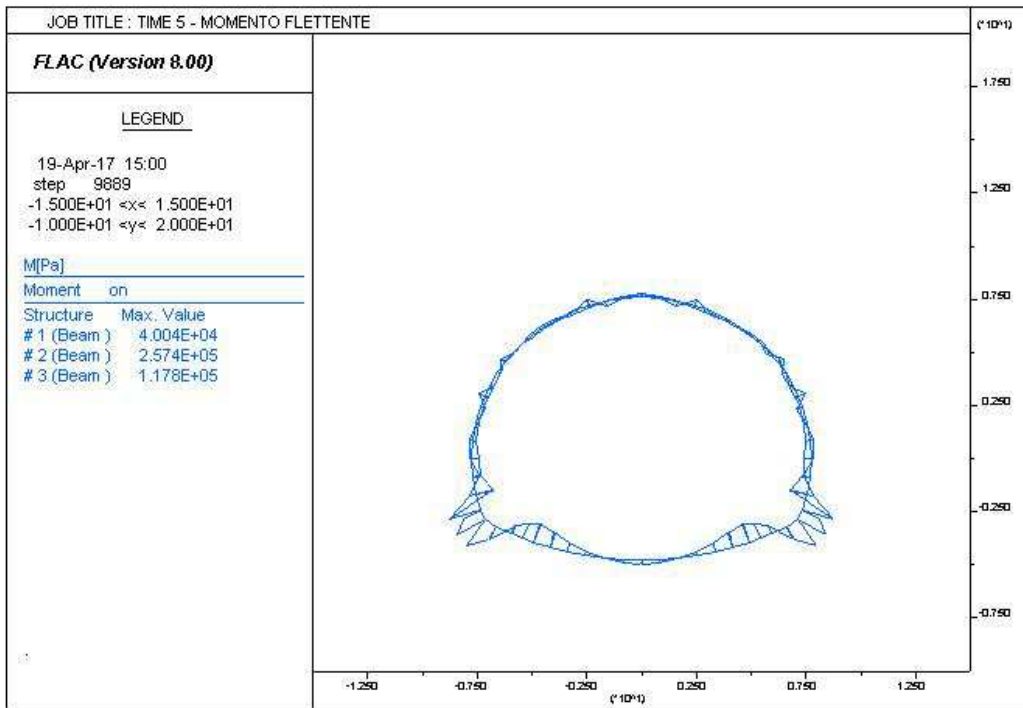 JOB TITLE : TIME 5 - MOMENTO FLETTENTE
FLAC (Version 8.00)
LEGEND
19-Apr-17 15:00
step 9889
-1.500E+01 <x< 1.500E+01
-1.000E+01 <y< 2.000E+01
M[Pa]
Moment on
Structure Max. Value
# 1 (Beam ) 4.004E+04
# 2 (Beam ) 2.574E+05
# 3 (Beam ) 1.178E+05
(*10^1)
1.750
1.250
0.750
0.250
-0.250
-0.750
-1.250 -0.750 -0.250 0.250 0.750 1.250
(*10^1)